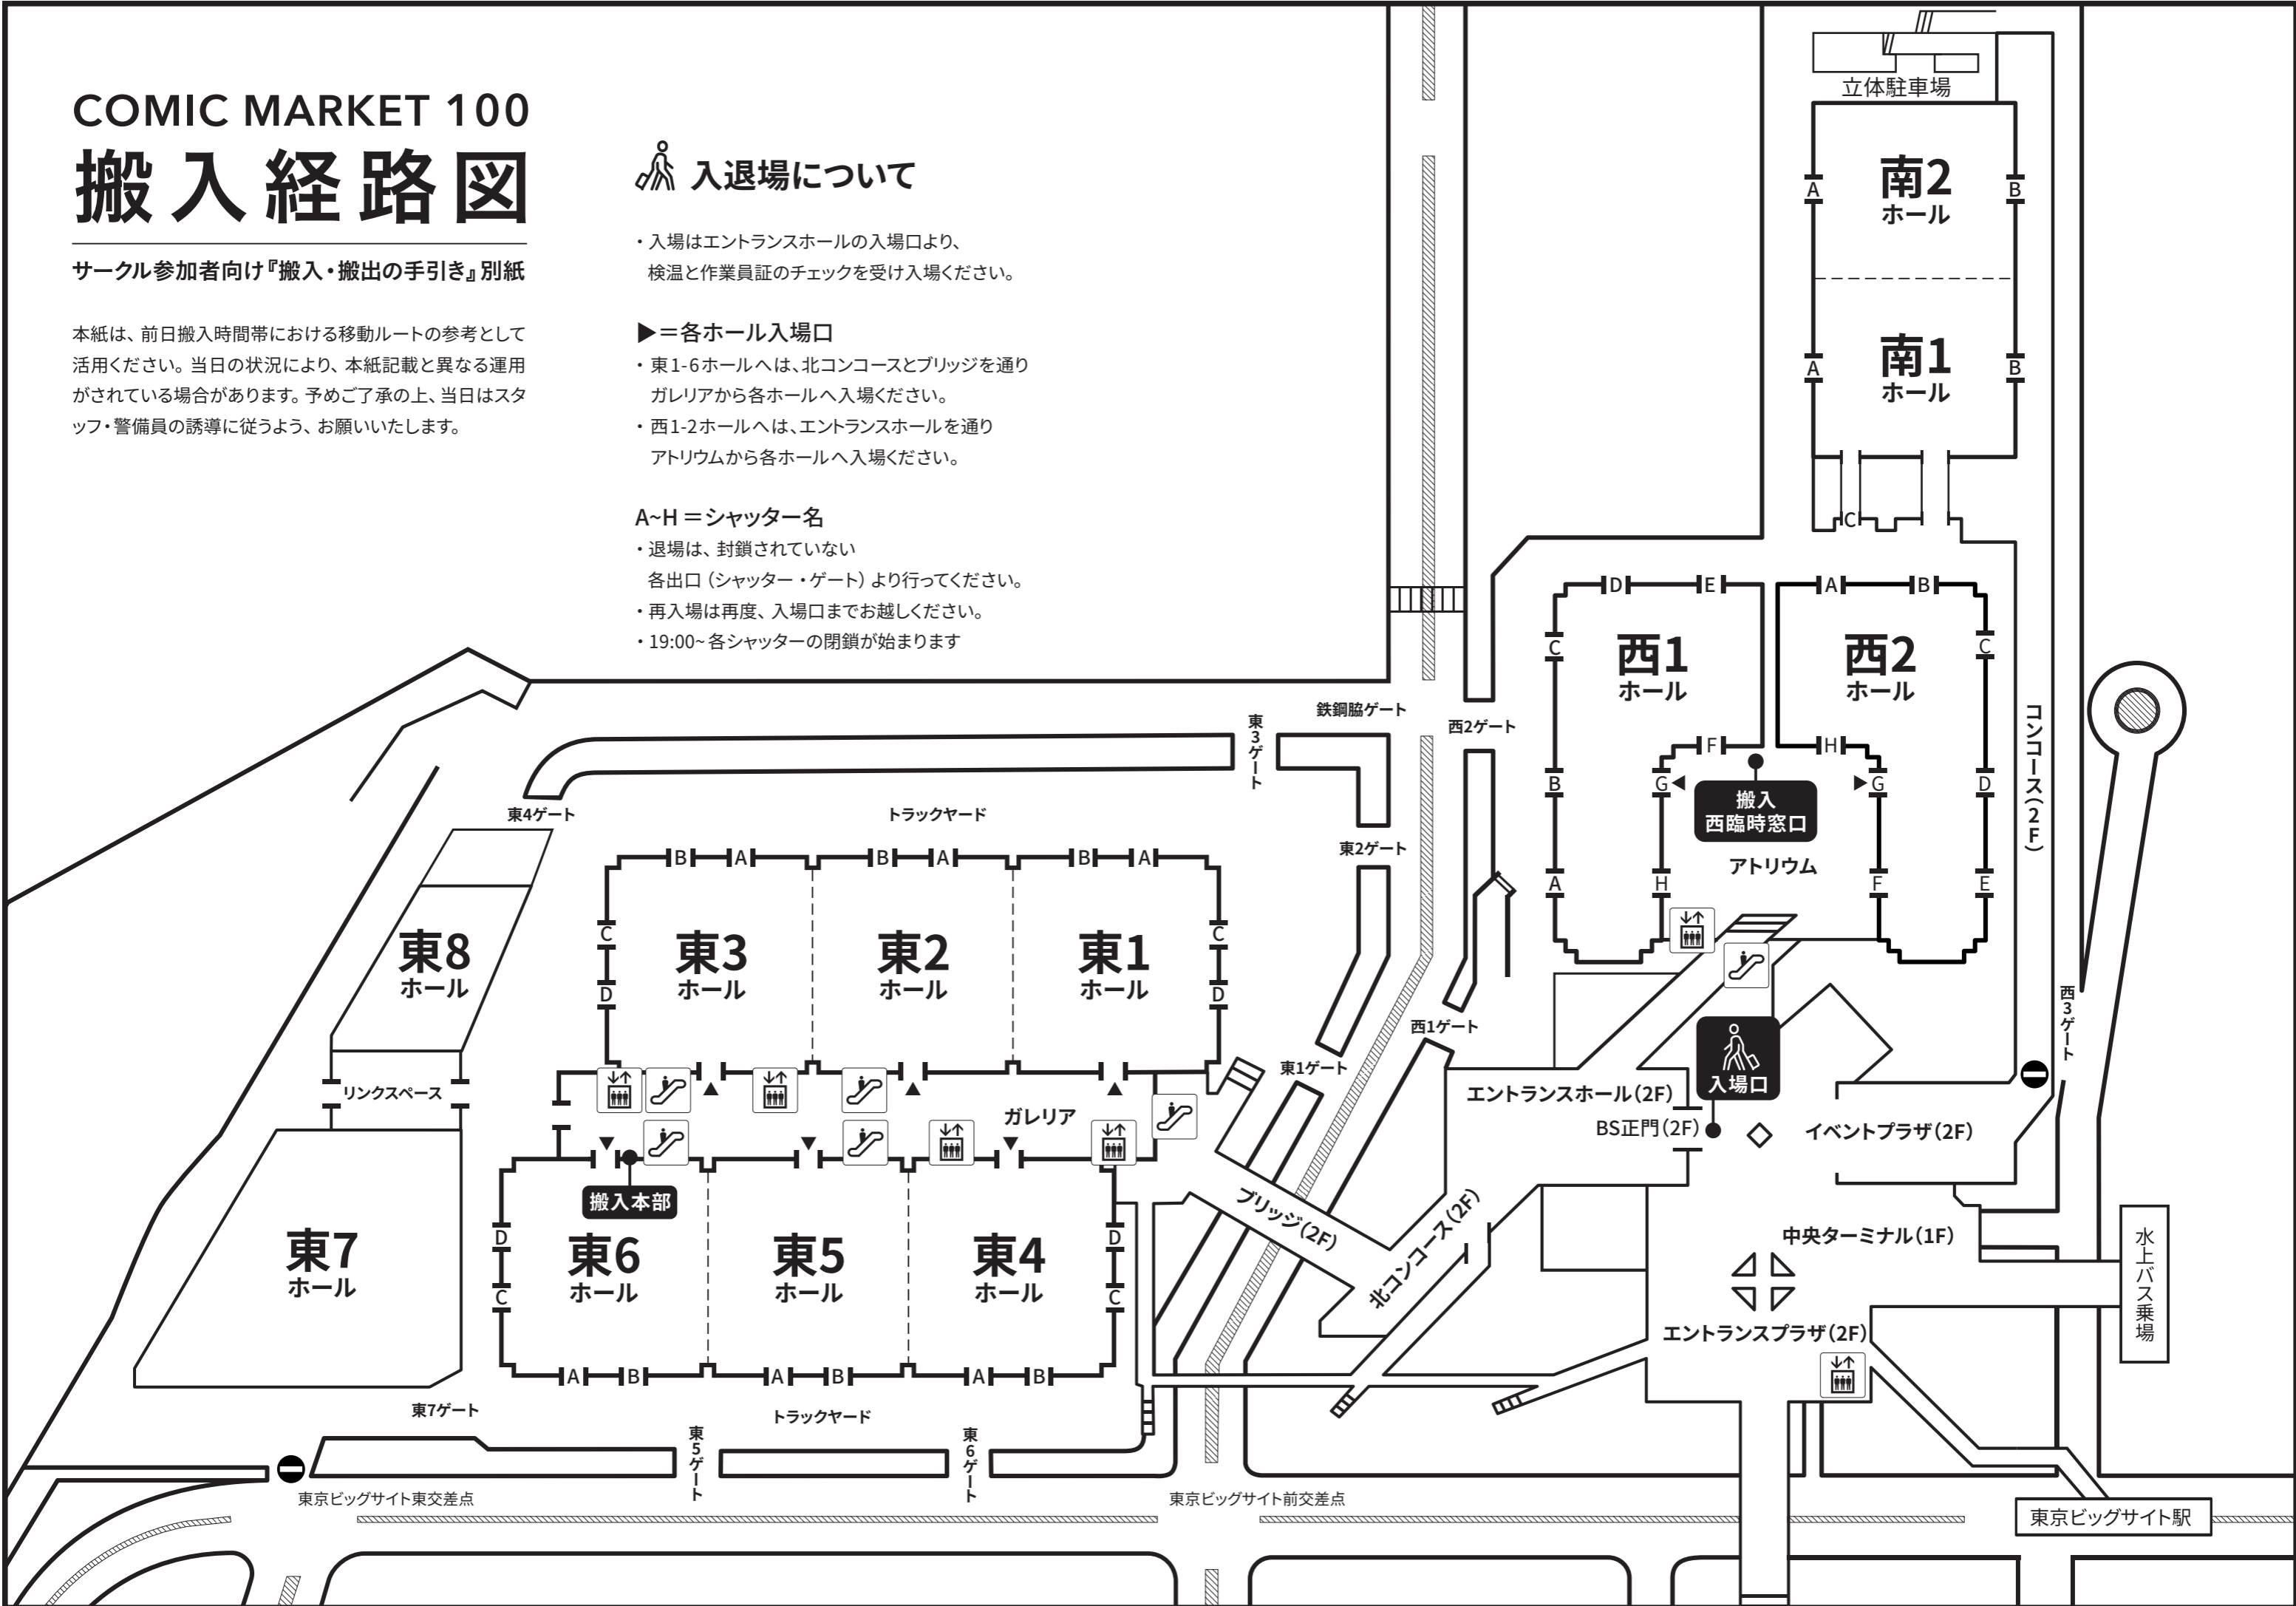 COMIC MARKET 100
搬入経路図
サークル参加者向け『搬入・搬出の手引き』別紙
本紙は、前日搬入時間帯における移動ルートの参考として
活用ください。当日の状況により、本紙記載と異なる運用
がされている場合があります。予めご了承の上、当日はスタ
ッフ・警備員の誘導に従うよう、お願いいたします。
入退場について
・入場はエントランスホールの入場口より、
検温と作業員証のチェックを受け入場ください。
▶＝各ホール入場口
・東1-6ホールへは、北コンコースとブリッジを通り
ガレリアから各ホールへ入場ください。
・西1-2ホールへは、エントランスホールを通り
アトリウムから各ホールへ入場ください。
A~H＝シャッター名
・退場は、封鎖されていない
各出口（シャッター・ゲート）より行ってください。
・再入場は再度、入場口までお越しください。
・19:00~ 各シャッターの閉鎖が始まります
立体駐車場
南2
ホール
A
B
南1
ホール
A
B
C
D
E
A
B
西1
ホール
C
西2
ホール
C
コンコース（2F）
鉄鋼脇ゲート
西2ゲート
東3ゲート
F
H
B
G
G
D
搬入
西臨時窓口
アトリウム
A
H
F
E
東4ゲート
トラックヤード
東2ゲート
B
A
B
A
B
A
東8
ホール
C
D
東3
ホール
東2
ホール
東1
ホール
C
D
西1ゲート
西3ゲート
入場口
東1ゲート
リンクスペース
ガレリア
エントランスホール（2F）
BS正門（2F）
イベントプラザ（2F）
搬入本部
ブリッジ（2F）
北コンコース（2F）
中央ターミナル（1F）
水上バス乗場
東7
ホール
D
C
東6
ホール
東5
ホール
東4
ホール
D
C
エントランスプラザ（2F）
A
B
A
B
A
B
東7ゲート
トラックヤード
東5ゲート
東6ゲート
東京ビッグサイト東交差点
東京ビッグサイト前交差点
東京ビッグサイト駅